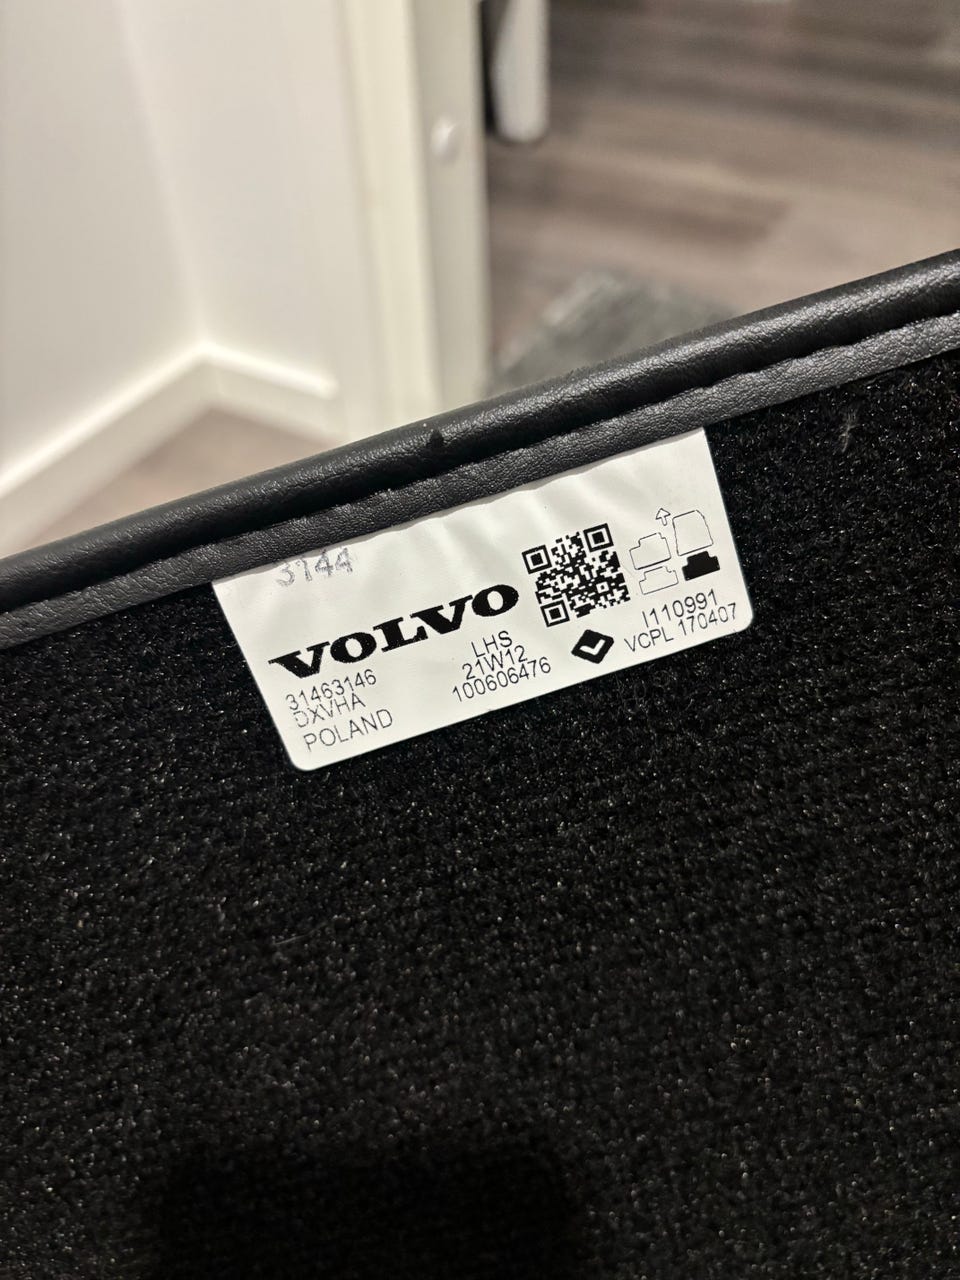 3144
VOLVO
31463146
DXVHA
POLAND
LHS
21W12
100606476
I110991
VCPL 170407